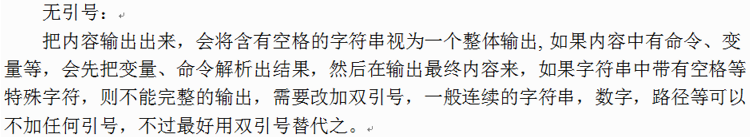 无引号：
把内容输出出来，会将含有空格的字符串视为一个整体输出, 如果内容中有命令、变
量等，会先把变量、命令解析出结果，然后在输出最终内容来，如果字符串中带有空格等
特殊字符，则不能完整的输出，需要改加双引号，一般连续的字符串，数字，路径等可以
不加任何引号，不过最好用双引号替代之。